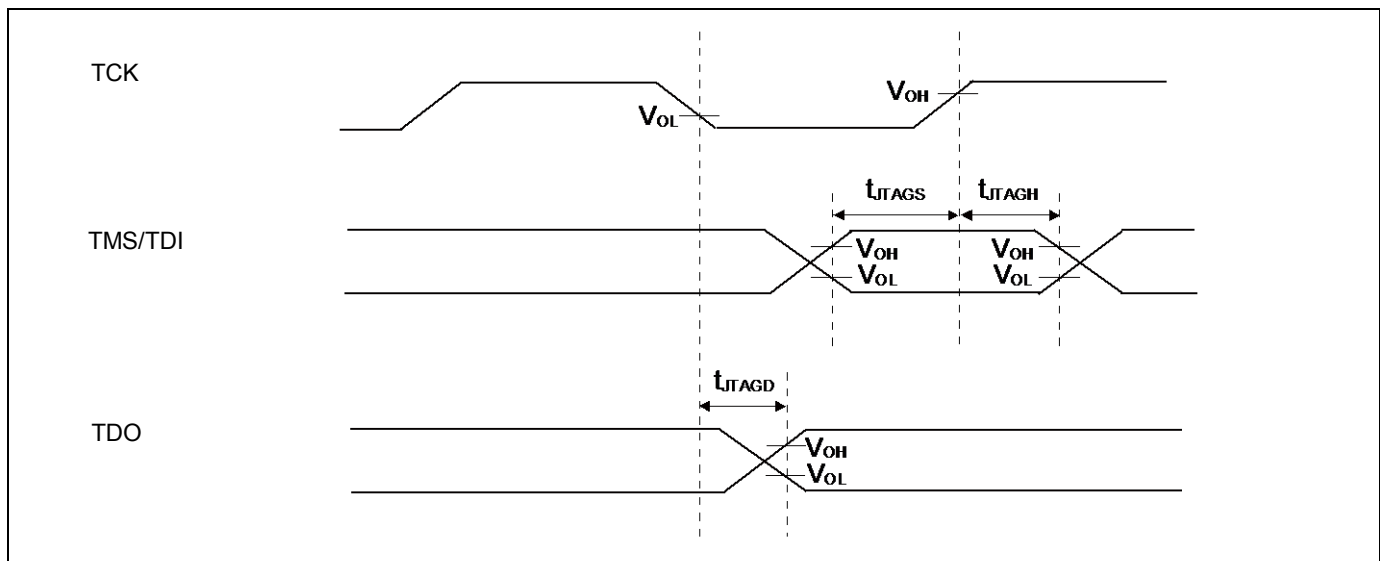 TCK
VOL
VOH
tJTAGS
tJTAGH
TMS/TDI
VOH
VOH
VOL
VOL
tJTAGD
TDO
VOH
VOL